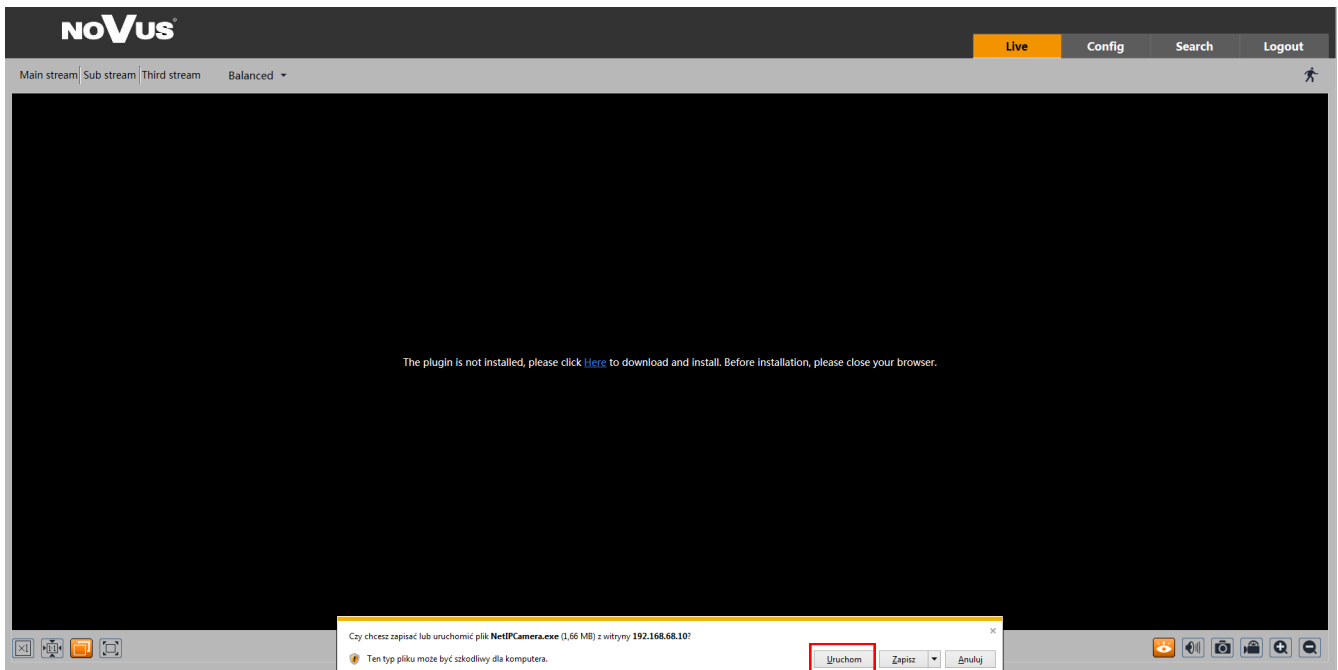 NOVUS®
Live Config Search Logout
Main stream Sub stream Third stream Balanced
The plugin is not installed, please click Here to download and install. Before installation, please close your browser.
Czy chcesz zapisać lub uruchomić plik NetIPCamera.exe (1,66 MB) z witryny 192.168.68.10?
×
Ten typ pliku może być szkodliwy dla komputera.
Uruchom Zapisz Anuluj
×1 1:1